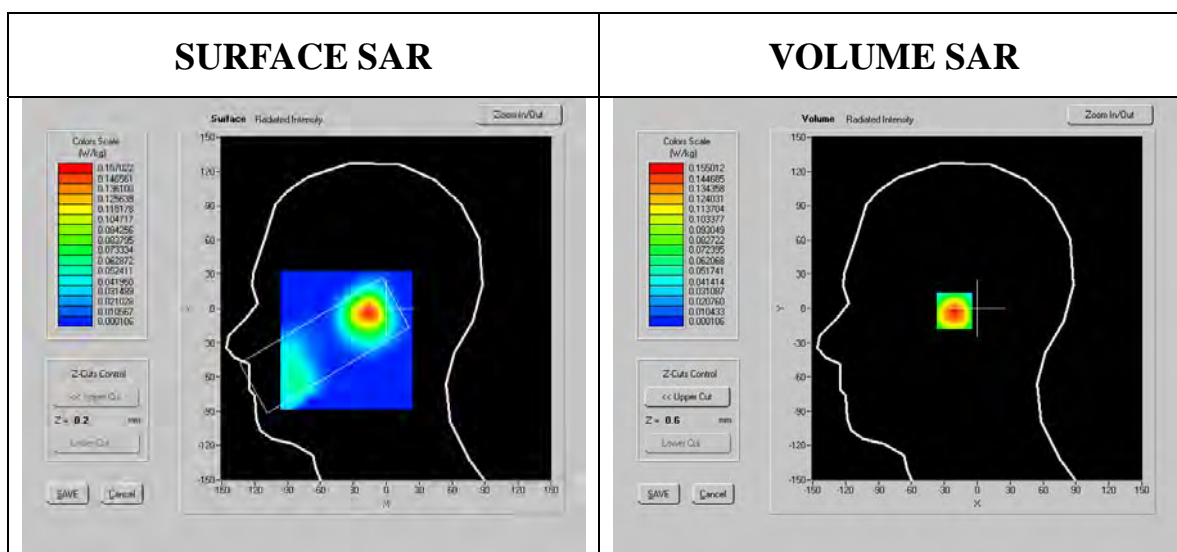 SURFACE SAR
VOLUME SAR
Surface Radiated Intensity
Zoom In/Out
Colors Scale
(W/kg)
0.157022
0.146561
0.136100
0.125638
0.115178
0.104717
0.094256
0.083795
0.073334
0.062872
0.052411
0.041950
0.031489
0.021028
0.010567
0.000106
Z-Cuts Control
<< Upper Cut
Z = 0.2 mm
Lower Cut
SAVE
Cancel
150
120
90
60
30
0
-30
-60
-90
-120
-150
-150 -120 -90 -60 -30 0 30 60 90 120 150
X
Volume Radiated Intensity
Zoom In/Out
Colors Scale
(W/kg)
0.155012
0.144685
0.134358
0.124031
0.113704
0.103377
0.093049
0.082722
0.072395
0.062068
0.051741
0.041414
0.031087
0.020760
0.010433
0.000106
Z-Cuts Control
<< Upper Cut
Z = 0.6 mm
Lower Cut
SAVE
Cancel
150
120
90
60
30
0
-30
-60
-90
-120
-150
Y
-150 -120 -90 -60 -30 0 30 60 90 120 150
X